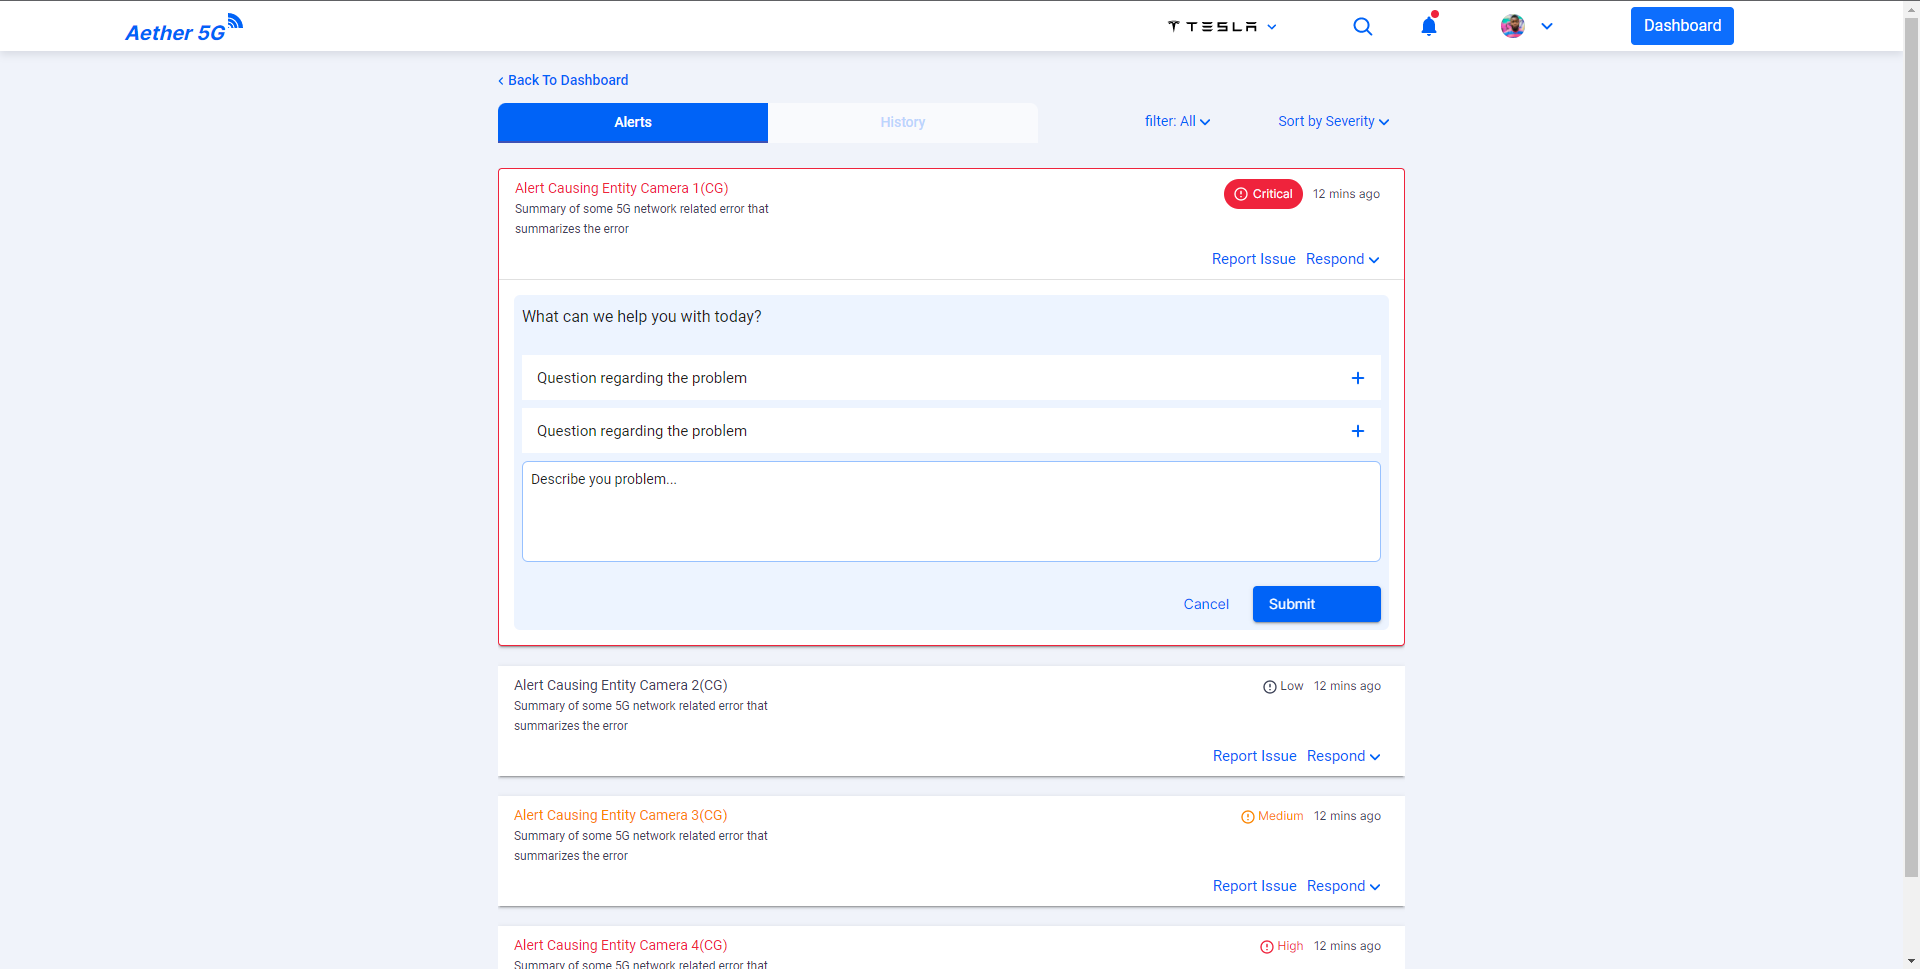 Aether 5G
TESLA
Dashboard
‹ Back To Dashboard
Alerts
History
filter: All
Sort by Severity
Alert Causing Entity Camera 1(CG)
Critical 12 mins ago
Summary of some 5G network related error that
summarizes the error
Report Issue Respond
What can we help you with today?
Question regarding the problem
Question regarding the problem
Describe you problem...
Cancel Submit
Alert Causing Entity Camera 2(CG)
Low 12 mins ago
Summary of some 5G network related error that
summarizes the error
Report Issue Respond
Alert Causing Entity Camera 3(CG)
Medium 12 mins ago
Summary of some 5G network related error that
summarizes the error
Report Issue Respond
Alert Causing Entity Camera 4(CG)
High 12 mins ago
Summary of some 5G network related error that